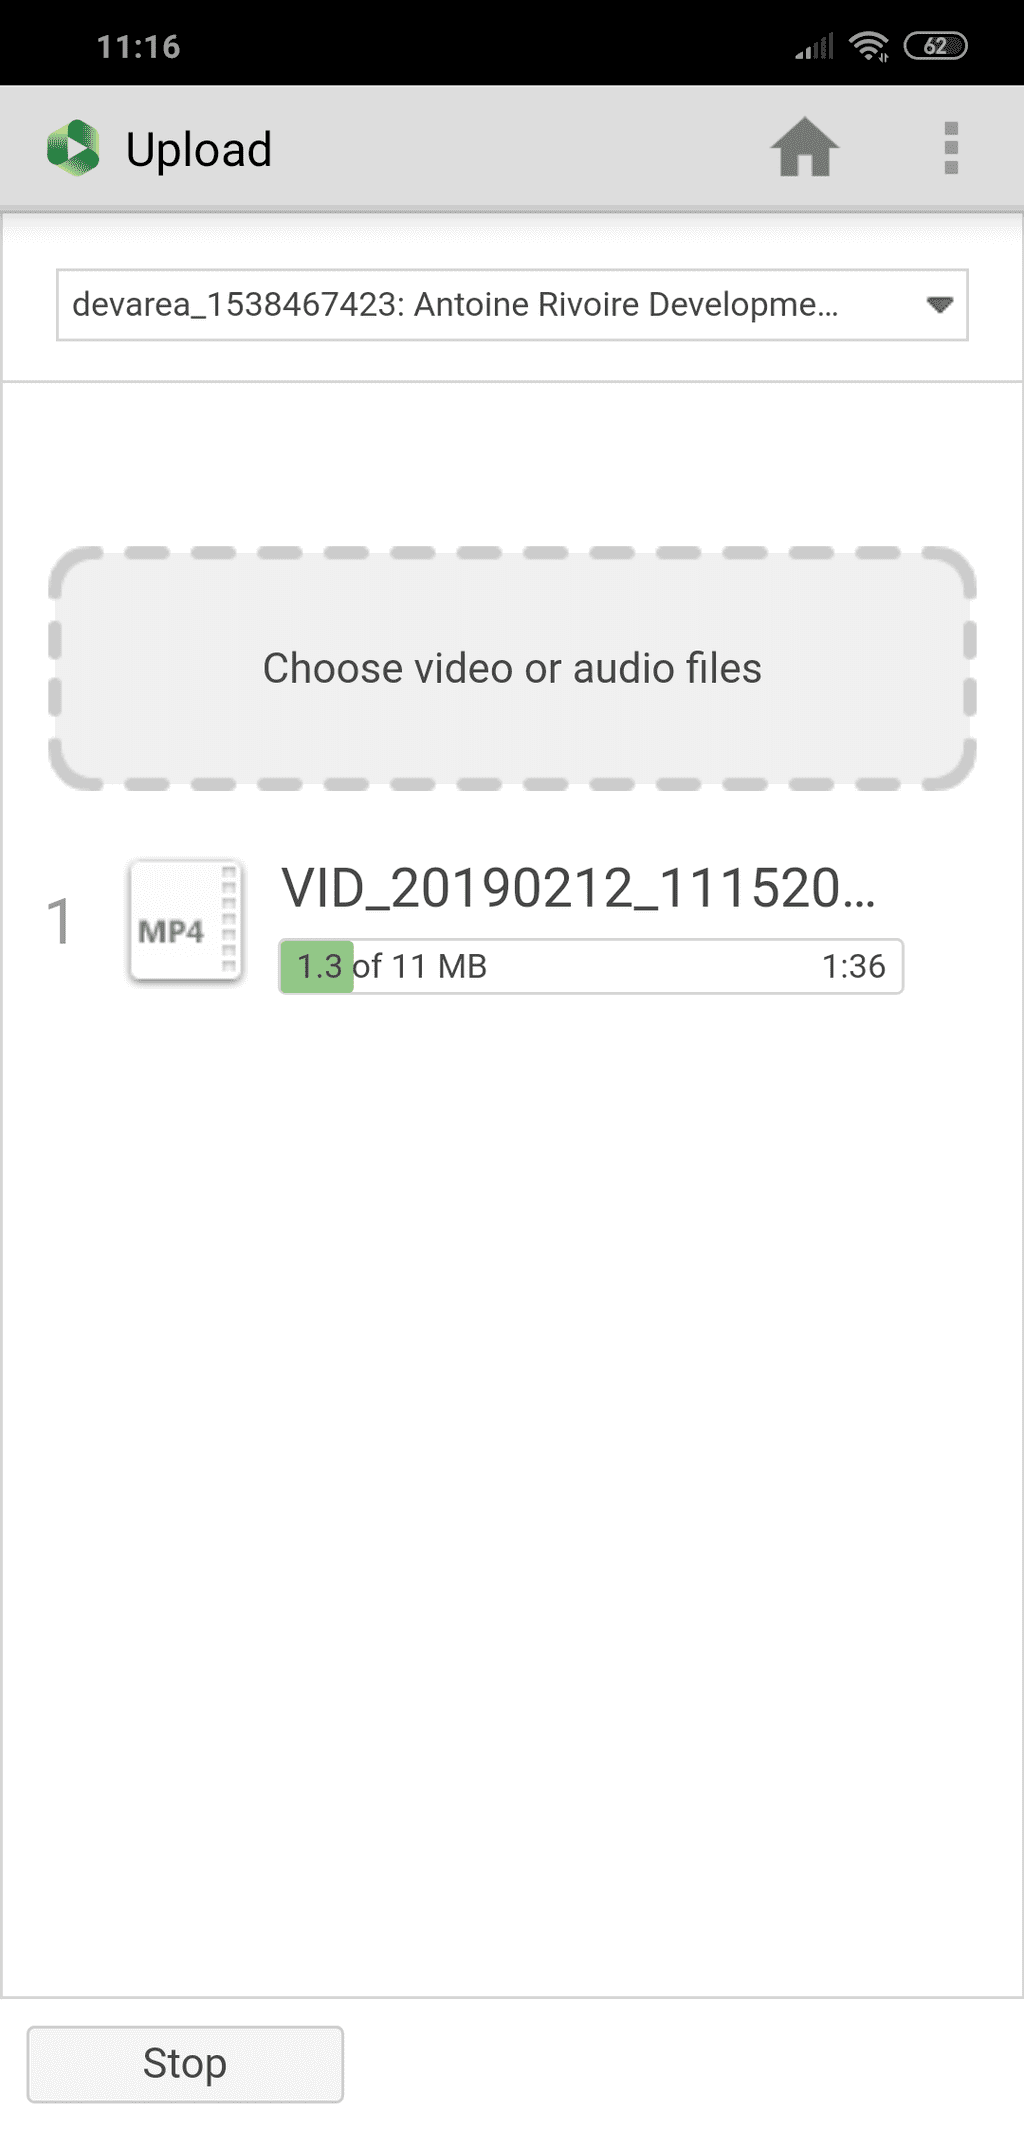 11:16
62
Upload
devarea_1538467423: Antoine Rivoire Developme...
Choose video or audio files
1
MP4
VID_20190212_111520...
1.3 of 11 MB 1:36
Stop